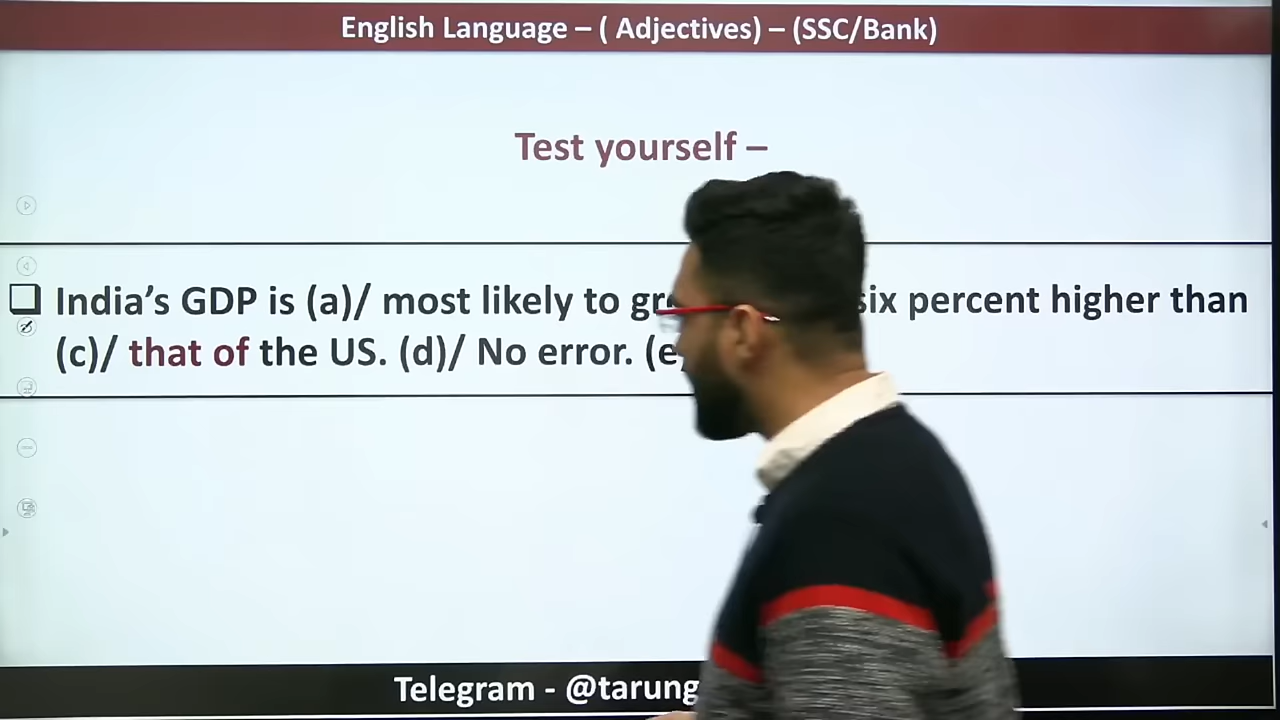 English Language – ( Adjectives) – (SSC/Bank)
Test yourself –
India’s GDP is (a)/ most likely to six percent higher than
(c)/ that of the US. (d)/ No error. (e)
Telegram - @tarung